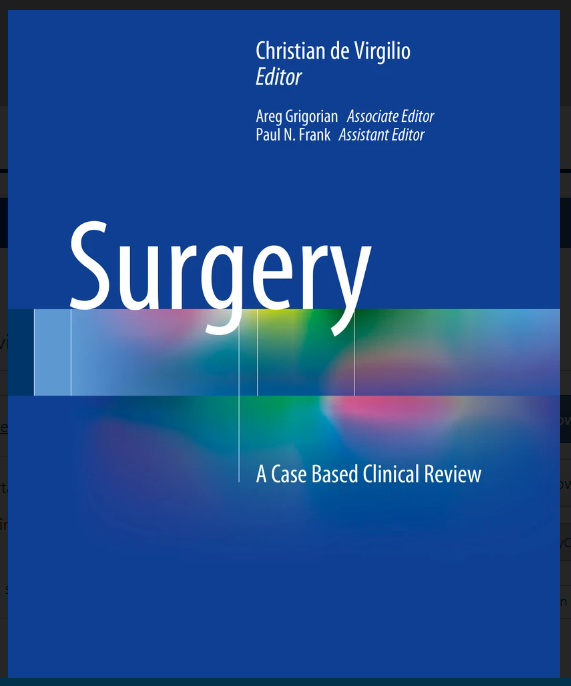 Christian de Virgilio
Editor
Areg Grigorian Associate Editor
Paul N. Frank Assistant Editor
Surgery
A Case Based Clinical Review